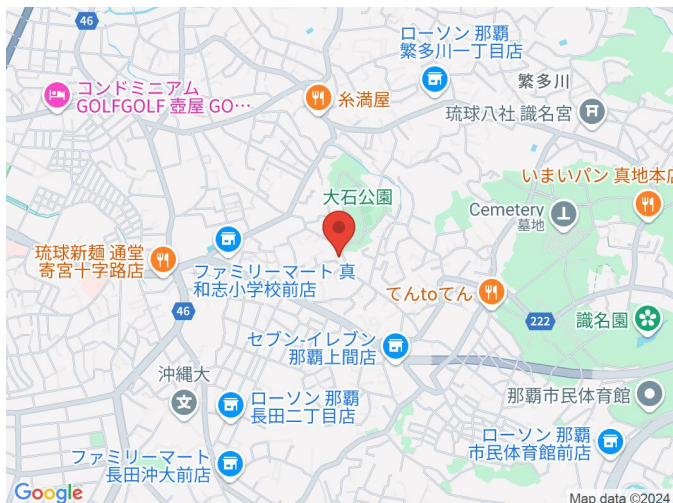 46
ローソン 那覇
繁多川一丁目店
コンドミニアム
GOLFGOLF 壺屋 GO…
糸満屋
繁多川
琉球八社 識名宮
大石公園
いまいパン 真地本店
Cemetery
墓地
琉球新麺 通堂
寄宮十字路店
ファミリーマート 真
和志小学校前店
てんtoてん
46
222
識名園
セブン-イレブン
那覇上間店
沖縄大
ローソン 那覇
長田二丁目店
那覇市民体育館
ファミリーマート
長田沖大前店
ローソン 那覇
市民体育館前店
Google
Map data ©2024